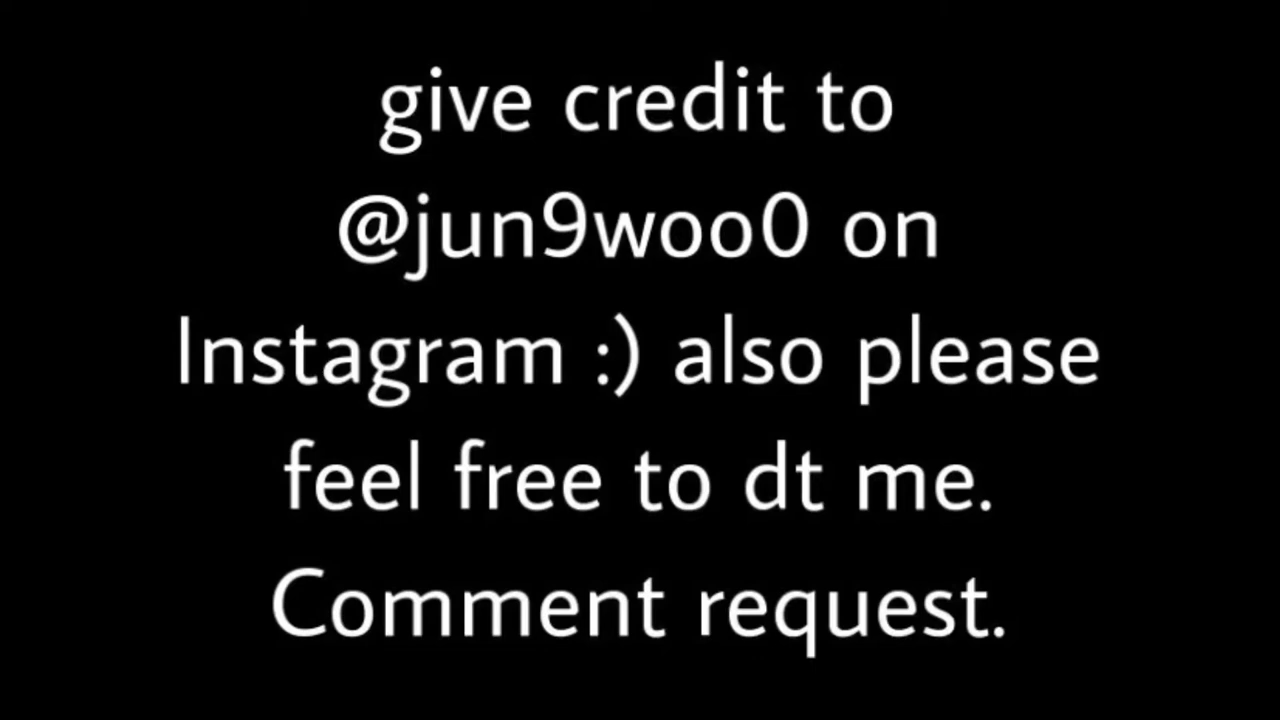 give credit to
@jun9woo0 on
Instagram :) also please
feel free to dt me.
Comment request.